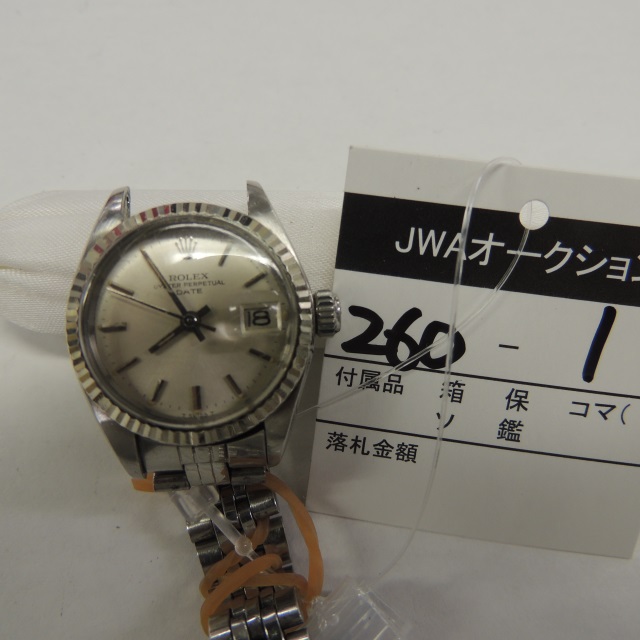 ROLEX
OYSTER PERPETUAL
DATE
18
JWAオークション
260 - 1
付属品 箱 保 コマ(
ソ 鑑
落札金額